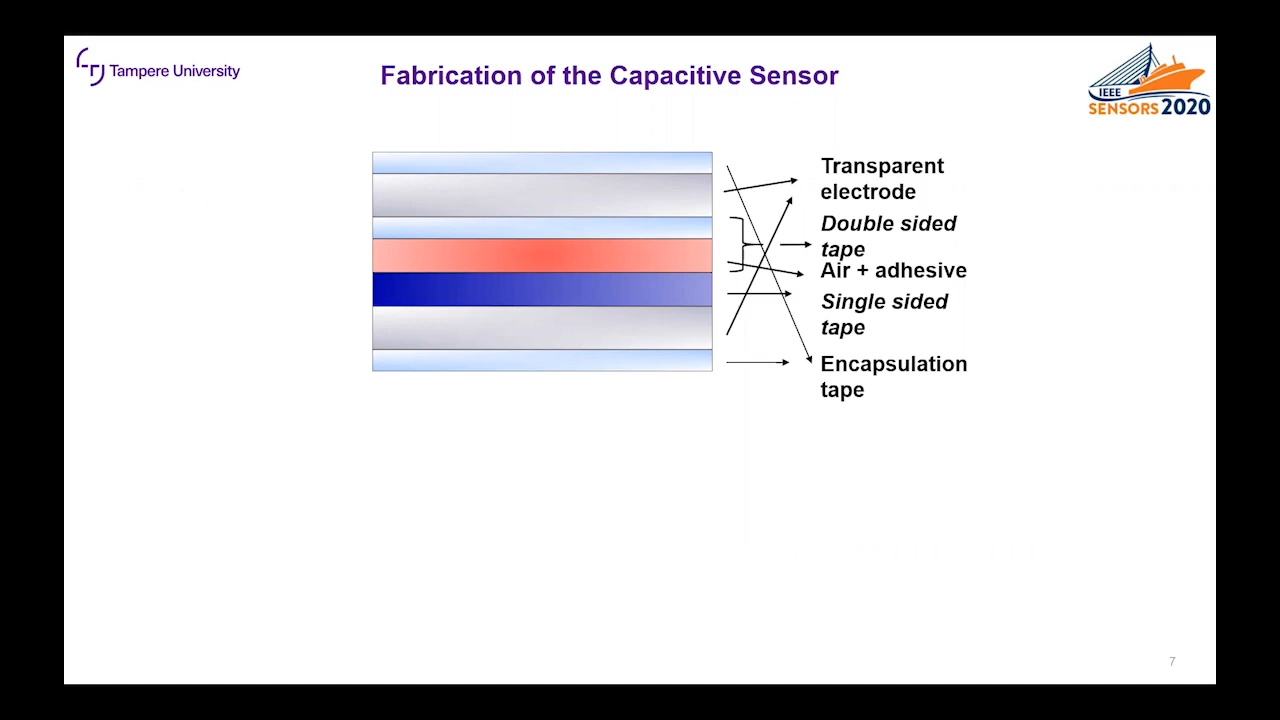 Tampere University
Fabrication of the Capacitive Sensor
IEEE
SENSORS 2020
Transparent
electrode
Double sided
tape
Air + adhesive
Single sided
tape
Encapsulation
tape
7